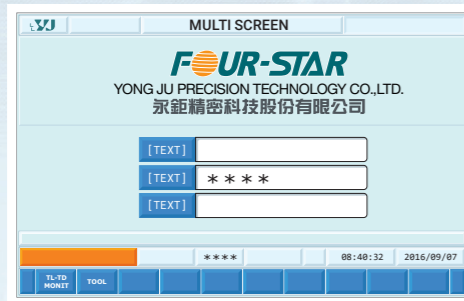 YJ MULTI SCREEN
FOUR-STAR
YONG JU PRECISION TECHNOLOGY CO.,LTD.
永鉅精密科技股份有限公司
[TEXT]
[TEXT] ＊＊＊＊
[TEXT]
**** 08:40:32 2016/09/07
TL-TD
MONIT TOOL